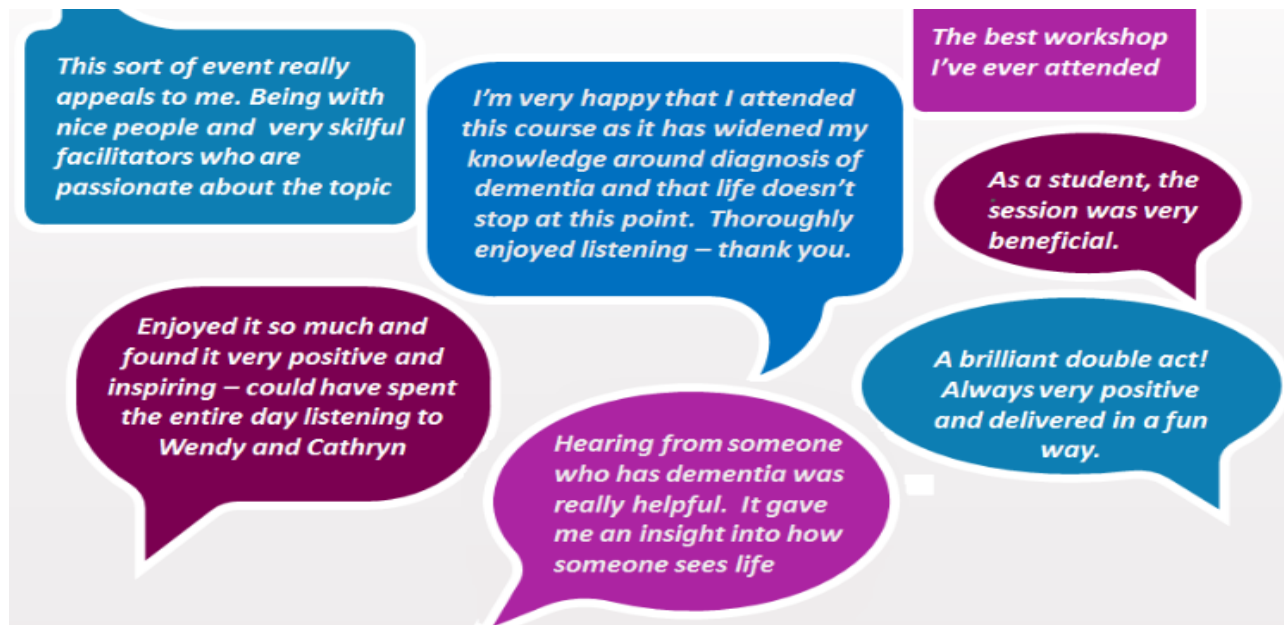 This sort of event really
appeals to me. Being with
nice people and very skilful
facilitators who are
passionate about the topic
I'm very happy that I attended
this course as it has widened my
knowledge around diagnosis of
dementia and that life doesn't
stop at this point. Thoroughly
enjoyed listening – thank you.
The best workshop
I've ever attended
As a student, the
session was very
beneficial.
Enjoyed it so much and
found it very positive and
inspiring – could have spent
the entire day listening to
Wendy and Cathryn
Hearing from someone
who has dementia was
really helpful. It gave
me an insight into how
someone sees life
A brilliant double act!
Always very positive
and delivered in a fun
way.